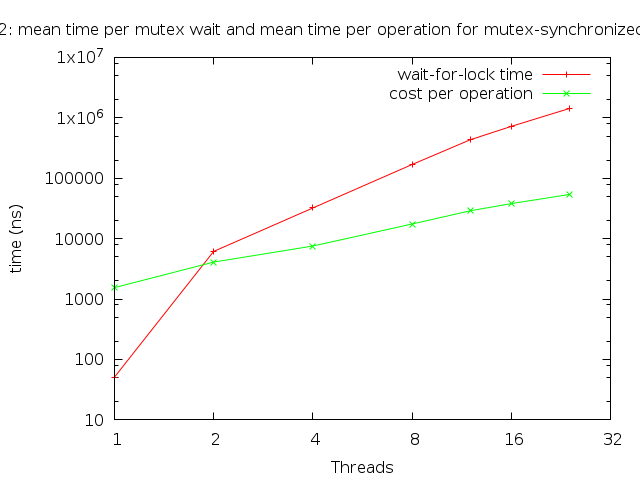 2: mean time per mutex wait and mean time per operation for mutex-synchronized
1x10^7
wait-for-lock time
cost per operation
1x10^6
100000
10000
1000
100
10
time (ns)
1 2 4 8 16 32
Threads